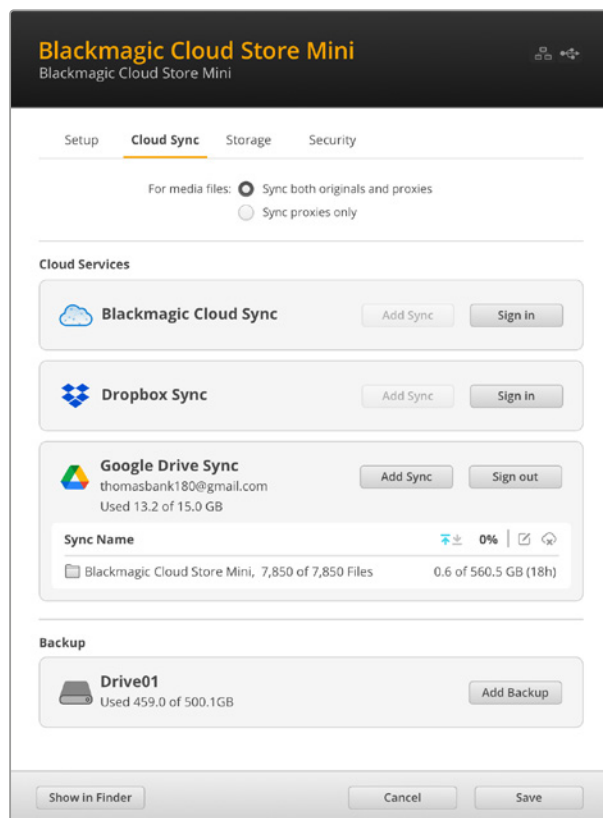 Blackmagic Cloud Store Mini
Blackmagic Cloud Store Mini
Setup Cloud Sync Storage Security
For media files: Sync both originals and proxies
Sync proxies only
Cloud Services
Blackmagic Cloud Sync Add Sync Sign in
Dropbox Sync Add Sync Sign in
Google Drive Sync
thomasbank180@gmail.com Add Sync Sign out
Used 13.2 of 15.0 GB
Sync Name 0%
Blackmagic Cloud Store Mini, 7,850 of 7,850 Files 0.6 of 560.5 GB (18h)
Backup
Drive01
Used 459.0 of 500.1GB Add Backup
Show in Finder Cancel Save